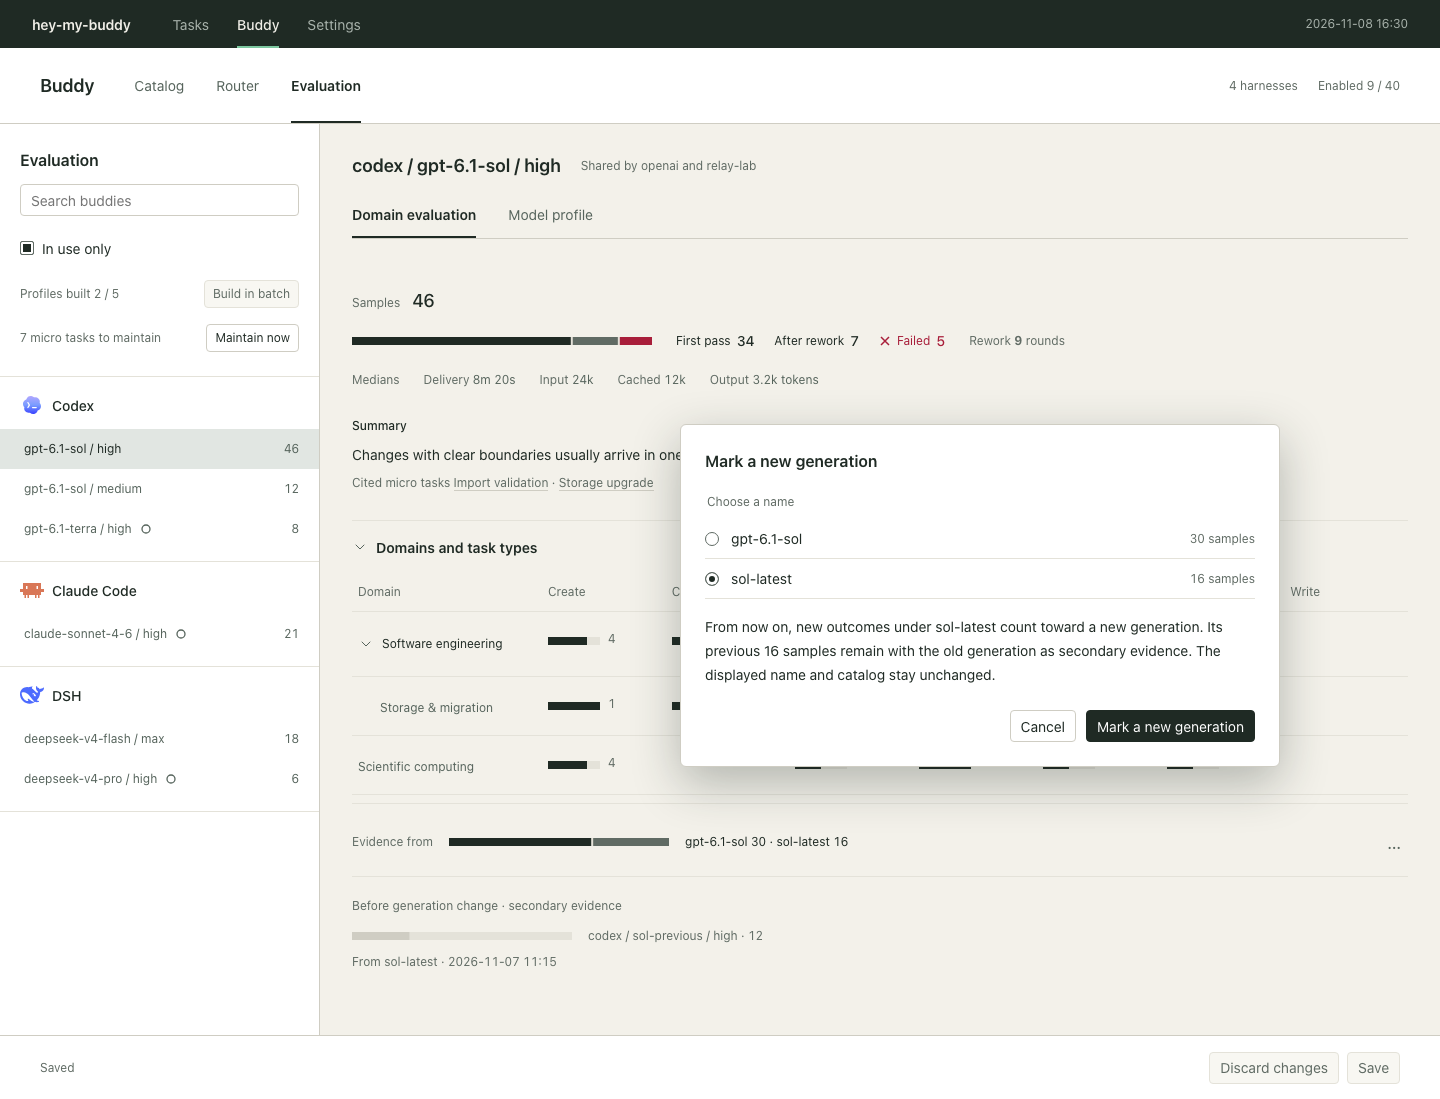 hey-my-buddy Tasks Buddy Settings 2026-11-08 16:30
Buddy Catalog Router Evaluation 4 harnesses Enabled 9 / 40
Evaluation
Search buddies
In use only
Profiles built 2 / 5 Build in batch
7 micro tasks to maintain Maintain now
Codex
gpt-6.1-sol / high 46
gpt-6.1-sol / medium 12
gpt-6.1-terra / high 8
Claude Code
claude-sonnet-4-6 / high 21
DSH
deepseek-v4-flash / max 18
deepseek-v4-pro / high 6
codex / gpt-6.1-sol / high Shared by openai and relay-lab
Domain evaluation Model profile
Samples 46
First pass 34 After rework 7 Failed 5 Rework 9 rounds
Medians Delivery 8m 20s Input 24k Cached 12k Output 3.2k tokens
Summary
Changes with clear boundaries usually arrive in one
Cited micro tasks Import validation · Storage upgrade
Domains and task types
Domain Create Write
Software engineering 4
Storage & migration 1
Scientific computing 4
Mark a new generation
Choose a name
gpt-6.1-sol 30 samples
sol-latest 16 samples
From now on, new outcomes under sol-latest count toward a new generation. Its
previous 16 samples remain with the old generation as secondary evidence. The
displayed name and catalog stay unchanged.
Cancel Mark a new generation
Evidence from gpt-6.1-sol 30 · sol-latest 16 ...
Before generation change · secondary evidence
codex / sol-previous / high · 12
From sol-latest · 2026-11-07 11:15
Saved Discard changes Save